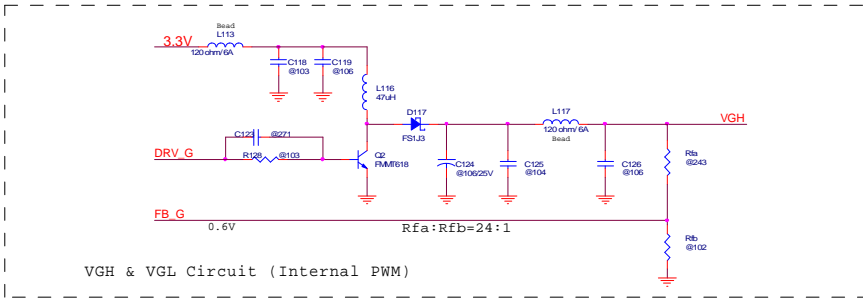 Bead
L113
3.3V
120 ohm/6A
C118
@103
C119
@106
L116
47uH
D117
FS1J3
L117
120 ohm/ 6A
Bead
VGH
C123
@271
DRV_G
R128
@103
Q2
FMMT618
C124
@106/25V
C125
@104
C126
@106
Rfa
@243
FB_G
0.6V
Rfa:Rfb=24:1
Rfb
@102
VGH & VGL Circuit (Internal PWM)